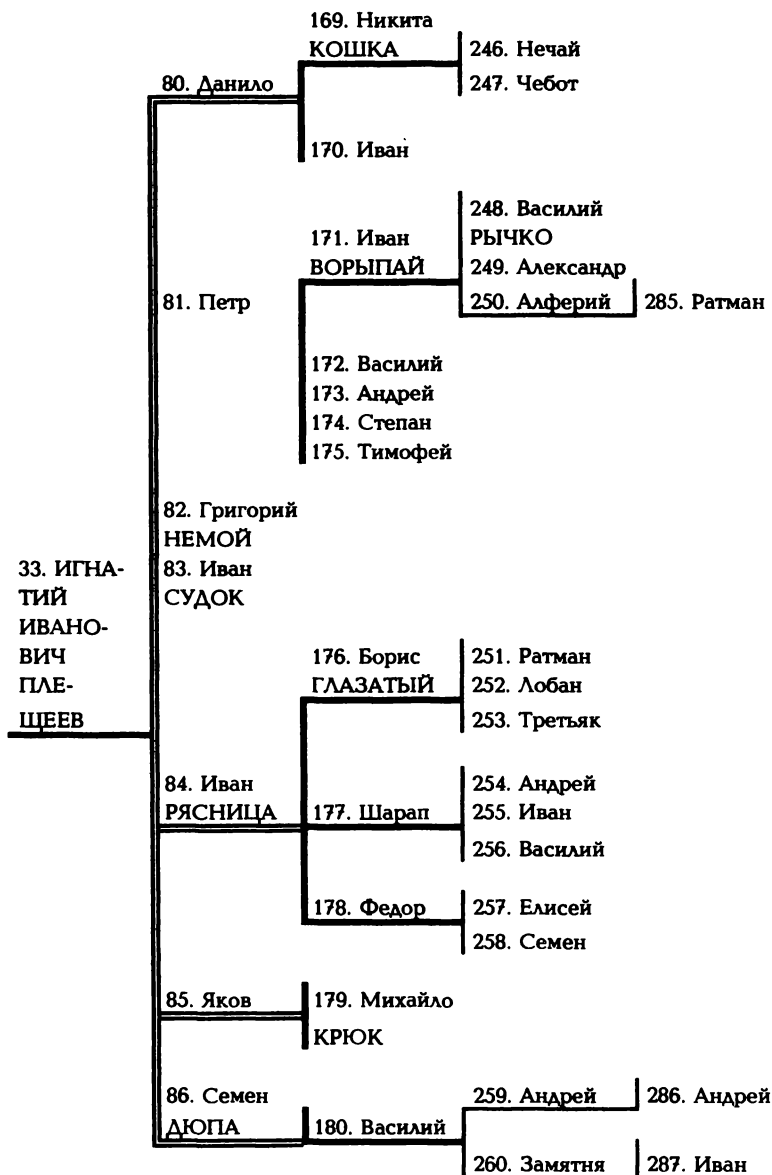 169. Никита
КОШКА
246. Нечай
247. Чебот
80. Данило
170. Иван
248. Василий
РЫЧКО
171. Иван
ВОРЫПАЙ
249. Александр
250. Алферий
285. Ратман
81. Петр
172. Василий
173. Андрей
174. Степан
175. Тимофей
82. Григорий
НЕМОЙ
83. Иван
СУДОК
33. ИГНА-
ТИЙ
ИВАНО-
ВИЧ
ПЛЕ-
ЩЕЕВ
176. Борис
ГЛАЗАТЫЙ
251. Ратман
252. Лобан
253. Третьяк
84. Иван
РЯСНИЦА
177. Шарап
254. Андрей
255. Иван
256. Василий
178. Федор
257. Елисей
258. Семен
85. Яков
179. Михайло
КРЮК
86. Семен
ДЮПА
180. Василий
259. Андрей
286. Андрей
260. Замятня
287. Иван